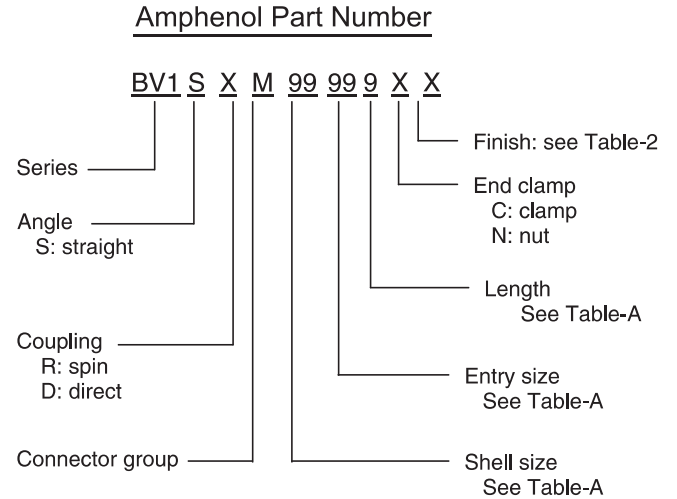 Amphenol Part Number
BV1 S X M 99 99 9 X X
Series
Angle
S: straight
Coupling
R: spin
D: direct
Connector group
Finish: see Table-2
End clamp
C: clamp
N: nut
Length
See Table-A
Entry size
See Table-A
Shell size
See Table-A